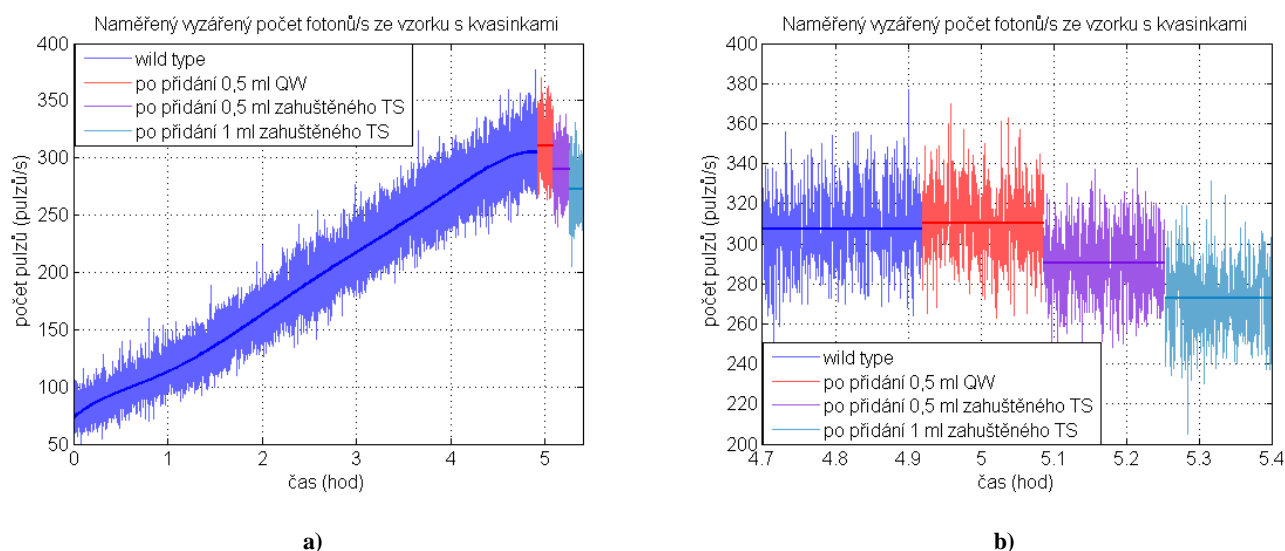 Naměřený vyzářený počet fotonů/s ze vzorku s kvasinkami
400
350
300
250
200
150
100
50
počet pulzů (pulzů/s)
wild type
po přidání 0,5 ml QW
po přidání 0,5 ml zahuštěného TS
po přidání 1 ml zahuštěného TS
0 1 2 3 4 5
čas (hod)
a)
Naměřený vyzářený počet fotonů/s ze vzorku s kvasinkami
400
380
360
340
320
300
280
260
240
220
200
počet pulzů (pulzů/s)
wild type
po přidání 0,5 ml QW
po přidání 0,5 ml zahuštěného TS
po přidání 1 ml zahuštěného TS
4.7 4.8 4.9 5 5.1 5.2 5.3 5.4
čas (hod)
b)